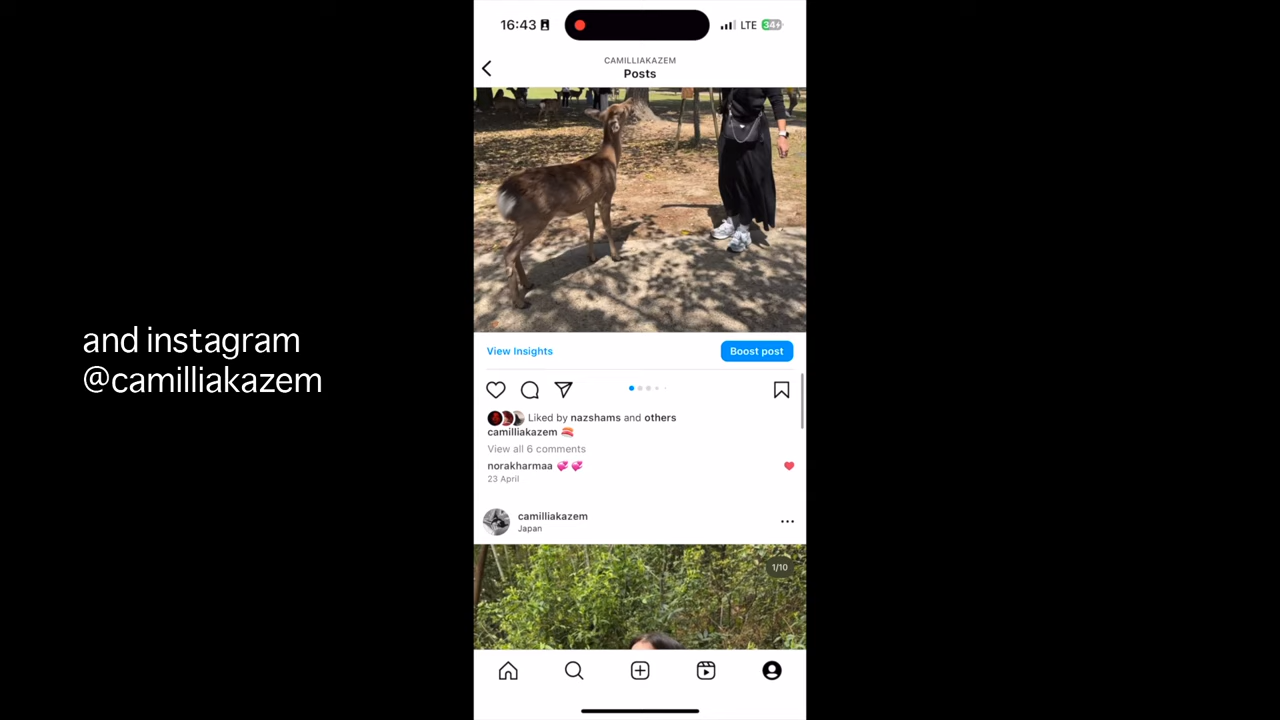 and instagram
@camilliakazem
16:43
LTE
34+
CAMILLIAKAZEM
Posts
View Insights
Boost post
Liked by nazshams and others
camilliakazem 🍣
View all 6 comments
norakharmaa 💞 💞
23 April
camilliakazem
Japan
1/10